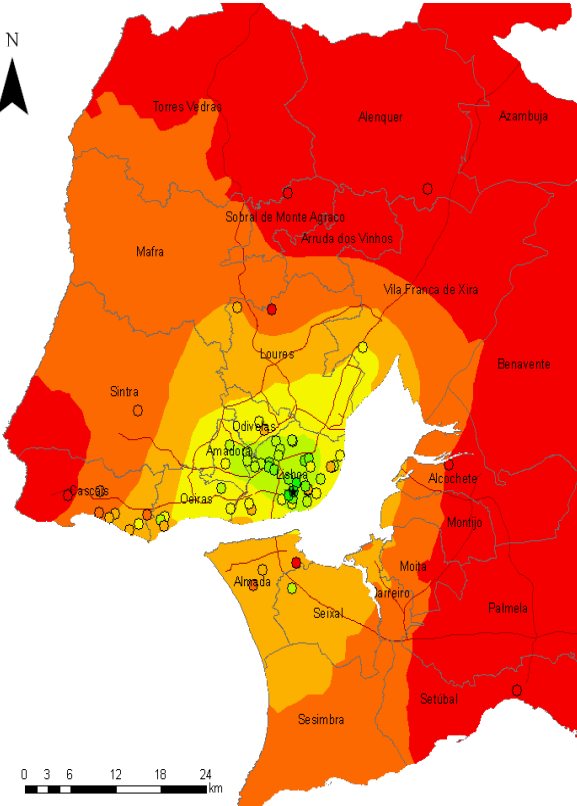 N
Torres Vedras
Alenquer
Azambuja
Sobral de Monte Agraço
Arruda dos Vinhos
Mafra
Vila Franca de Xira
Loures
Benavente
Sintra
Odivelas
Amadora
Lisboa
Alcochete
Cascais
Oeiras
Montijo
Moita
Almada
Barreiro
Seixal
Palmela
Setúbal
Sesimbra
0 3 6 12 18 24
km